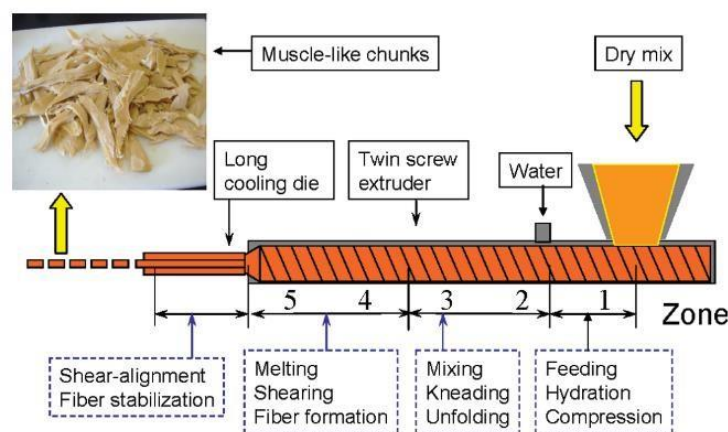 Muscle-like chunks
Dry mix
Long
cooling die
Twin screw
extruder
Water
5 4 3 2 1
Zone
Shear-alignment
Fiber stabilization
Melting
Shearing
Fiber formation
Mixing
Kneading
Unfolding
Feeding
Hydration
Compression